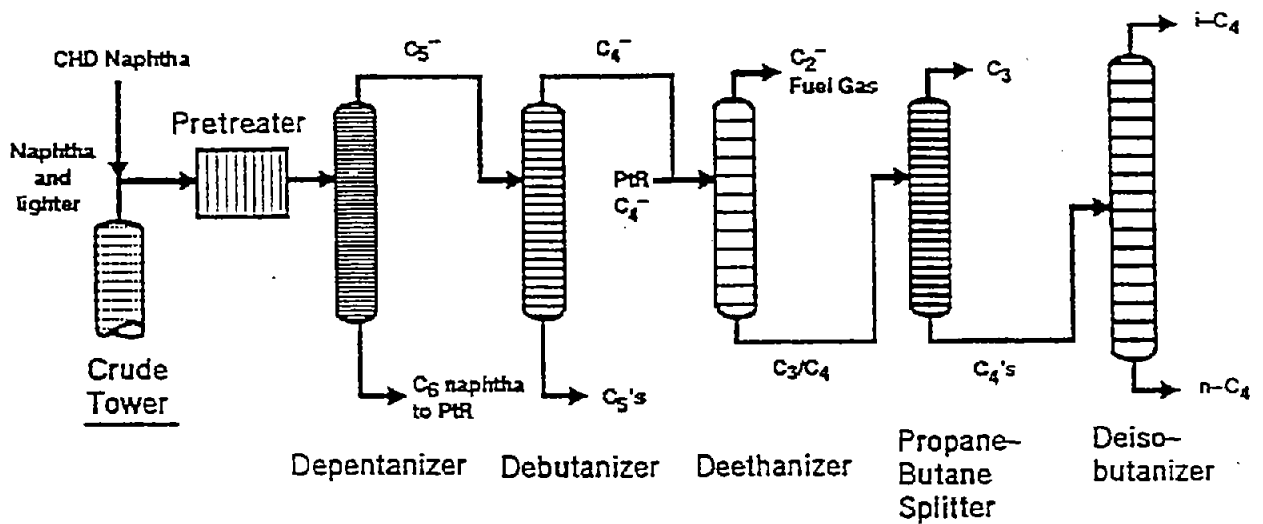 CHD Naphtha
Naphtha
and
lighter
Crude
Tower
Pretreater
C5⁻
C6 naphtha
to PtR
Depentanizer
C4⁻
C5's
Debutanizer
PtR
C4⁻
C2⁻
Fuel Gas
C3/C4
Deethanizer
C3
C4's
Propane–
Butane
Splitter
i–C4
n–C4
Deiso–
butanizer